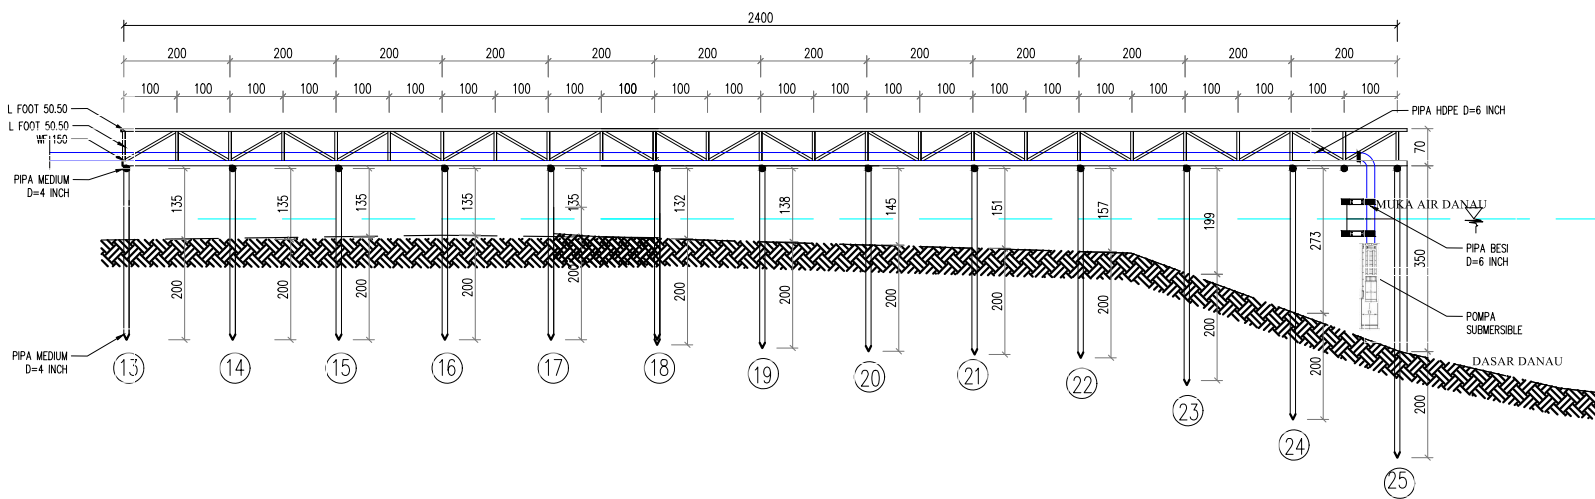 2400
200 200 200 200 200 200 200 200 200 200 200 200
100 100 100 100 100 100 100 100 100 100 100 100 100 100 100 100 100 100 100 100 100 100 100 100
L FOOT 50.50
L FOOT 50.50
WF 150
PIPA MEDIUM
D=4 INCH
PIPA HDPE D=6 INCH
70
135 135 135 135 135 132 138 145 151 157 199 273 350
MUKA AIR DANAU
PIPA BESI
D=6 INCH
200 200 200 200 200 200 200 200 200 200 200 200 200
POMPA
SUBMERSIBLE
PIPA MEDIUM
D=4 INCH
DASAR DANAU
13 14 15 16 17 18 19 20 21 22 23 24 25